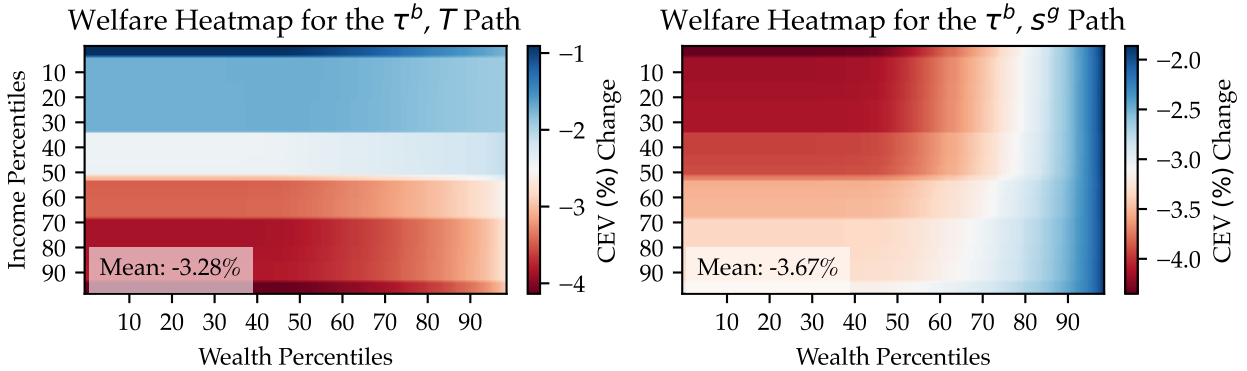 Welfare Heatmap for the τᵇ, T Path
Income Percentiles
10
20
30
40
50
60
70
80
90
Mean: -3.28%
10 20 30 40 50 60 70 80 90
Wealth Percentiles
−1
−2
−3
−4
CEV (%) Change
Welfare Heatmap for the τᵇ, sᵍ Path
10
20
30
40
50
60
70
80
90
Mean: -3.67%
10 20 30 40 50 60 70 80 90
Wealth Percentiles
−2.0
−2.5
−3.0
−3.5
−4.0
CEV (%) Change